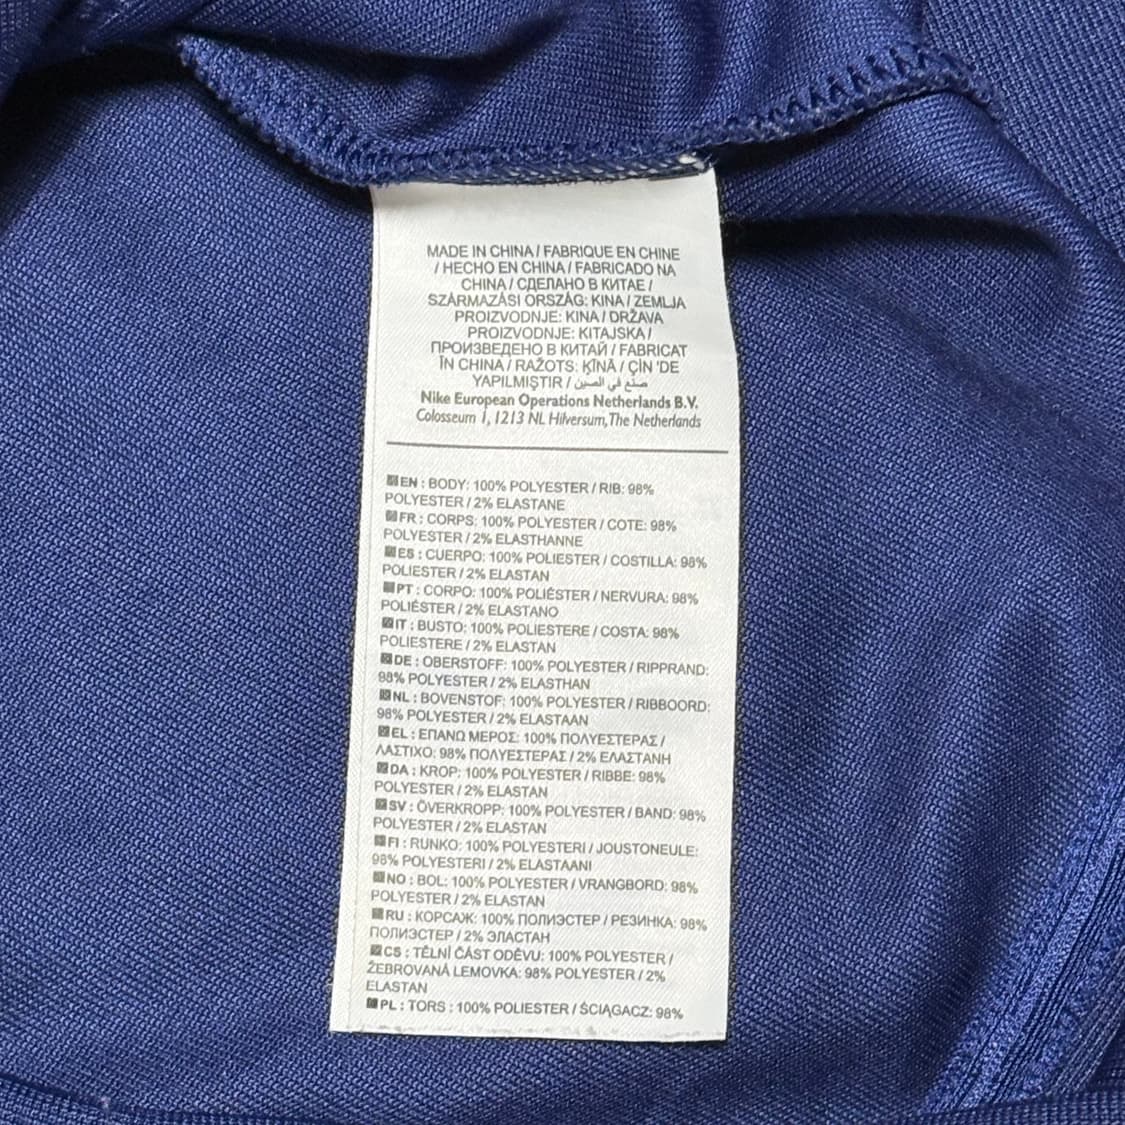 MADE IN CHINA / FABRIQUE EN CHINE
/ HECHO EN CHINA / FABRICADO NA
CHINA / СДЕЛАНО В КИТАЕ /
SZÁRMAZÁSI ORSZÁG: KINA / ZEMLJA
PROIZVODNJE: KINA / DRŽAVA
PROIZVODNJE: KITAJSKA /
ПРОИЗВЕДЕНО В КИТАЙ / FABRICAT
ÎN CHINA / RAŽOTS: ĶĪNĀ / ÇİN 'DE
YAPILMIŞTIR / صنع في الصين
Nike European Operations Netherlands B.V.
Colosseum 1, 1213 NL Hilversum, The Netherlands
EN : BODY: 100% POLYESTER / RIB: 98%
POLYESTER / 2% ELASTANE
FR : CORPS: 100% POLYESTER / COTE: 98%
POLYESTER / 2% ELASTHANNE
ES : CUERPO: 100% POLIESTER / COSTILLA: 98%
POLIESTER / 2% ELASTAN
PT : CORPO: 100% POLIÉSTER / NERVURA: 98%
POLIÉSTER / 2% ELASTANO
IT : BUSTO: 100% POLIESTERE / COSTA: 98%
POLIESTERE / 2% ELASTAN
DE : OBERSTOFF: 100% POLYESTER / RIPPRAND:
98% POLYESTER / 2% ELASTHAN
NL : BOVENSTOF: 100% POLYESTER / RIBBOORD:
98% POLYESTER / 2% ELASTAAN
EL : ΕΠΑΝΩ ΜΕΡΟΣ: 100% ΠΟΛΥΕΣΤΕΡΑΣ /
ΛΑΣΤΙΧΟ: 98% ΠΟΛΥΕΣΤΕΡΑΣ / 2% ΕΛΑΣΤΑΝΗ
DA : KROP: 100% POLYESTER / RIBBE: 98%
POLYESTER / 2% ELASTAN
SV : ÖVERKROPP: 100% POLYESTER / BAND: 98%
POLYESTER / 2% ELASTAN
FI : RUNKO: 100% POLYESTERI / JOUSTONEULE:
98% POLYESTERI / 2% ELASTAANI
NO : BOL: 100% POLYESTER / VRANGBORD: 98%
POLYESTER / 2% ELASTAN
RU : КОРСАЖ: 100% ПОЛИЭСТЕР / РЕЗИНКА: 98%
ПОЛИЭСТЕР / 2% ЭЛАСТАН
CS : TĚLNÍ ČÁST ODĚVU: 100% POLYESTER /
ŽEBROVANÁ LEMOVKA: 98% POLYESTER / 2%
ELASTAN
PL : TORS : 100% POLIESTER / ŚCIĄGACZ: 98%